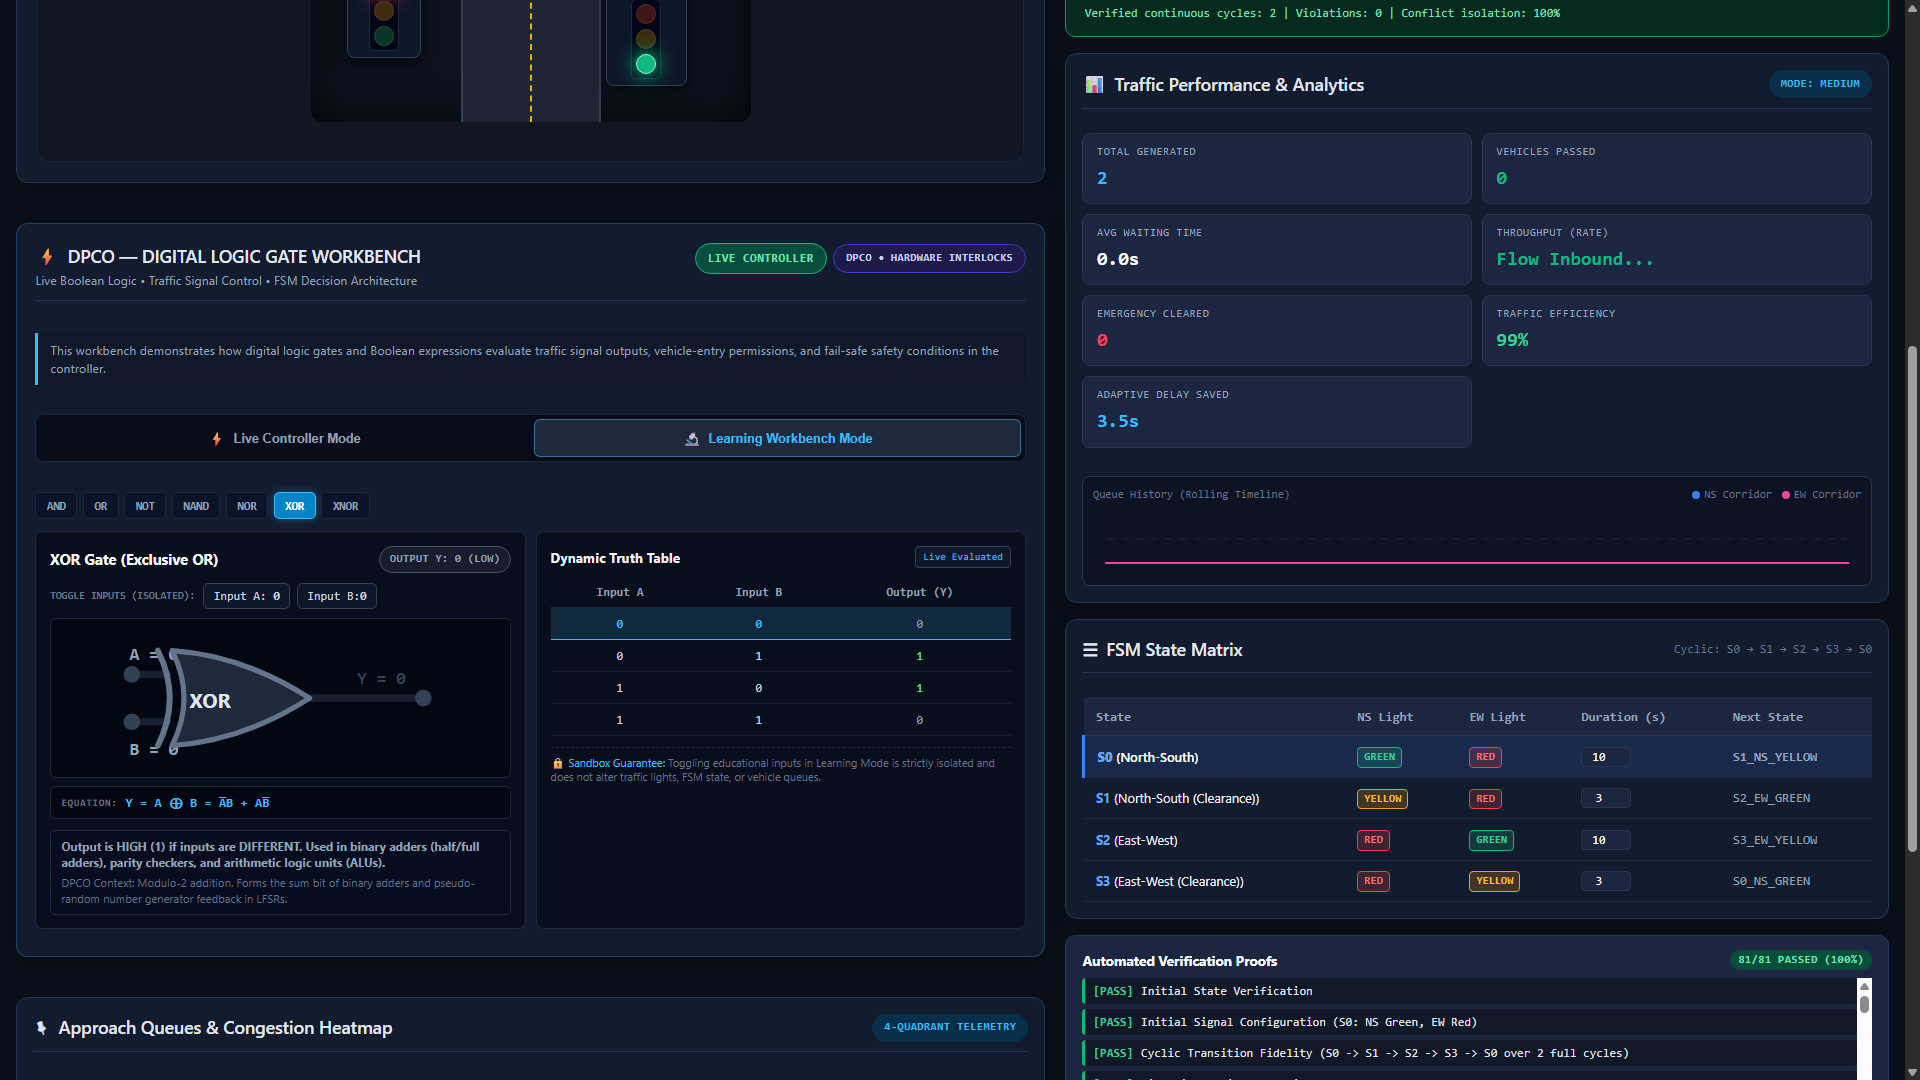 Verified continuous cycles: 2 | Violations: 0 | Conflict isolation: 100%
DPCO — DIGITAL LOGIC GATE WORKBENCH
LIVE CONTROLLER
DPCO • HARDWARE INTERLOCKS
Live Boolean Logic • Traffic Signal Control • FSM Decision Architecture
This workbench demonstrates how digital logic gates and Boolean expressions evaluate traffic signal outputs, vehicle-entry permissions, and fail-safe safety conditions in the
controller.
Live Controller Mode
Learning Workbench Mode
AND OR NOT NAND NOR XOR XNOR
XOR Gate (Exclusive OR)
OUTPUT Y: 0 (LOW)
TOGGLE INPUTS (ISOLATED): Input A: 0 Input B:0
A = 0
XOR
Y = 0
B = 0
EQUATION: Y = A ⨁ B = A̅B + AB̅
Output is HIGH (1) if inputs are DIFFERENT. Used in binary adders (half/full
adders), parity checkers, and arithmetic logic units (ALUs).
DPCO Context: Modulo-2 addition. Forms the sum bit of binary adders and pseudo-
random number generator feedback in LFSRs.
Dynamic Truth Table
Live Evaluated
Input A Input B Output (Y)
0 0 0
0 1 1
1 0 1
1 1 0
🔒 Sandbox Guarantee: Toggling educational inputs in Learning Mode is strictly isolated and
does not alter traffic lights, FSM state, or vehicle queues.
Approach Queues & Congestion Heatmap
4-QUADRANT TELEMETRY
Traffic Performance & Analytics
MODE: MEDIUM
TOTAL GENERATED
2
VEHICLES PASSED
0
AVG WAITING TIME
0.0s
THROUGHPUT (RATE)
Flow Inbound...
EMERGENCY CLEARED
0
TRAFFIC EFFICIENCY
99%
ADAPTIVE DELAY SAVED
3.5s
Queue History (Rolling Timeline)
NS Corridor EW Corridor
☰ FSM State Matrix
Cyclic: S0 → S1 → S2 → S3 → S0
State NS Light EW Light Duration (s) Next State
S0 (North-South) GREEN RED 10 S1_NS_YELLOW
S1 (North-South (Clearance)) YELLOW RED 3 S2_EW_GREEN
S2 (East-West) RED GREEN 10 S3_EW_YELLOW
S3 (East-West (Clearance)) RED YELLOW 3 S0_NS_GREEN
Automated Verification Proofs
81/81 PASSED (100%)
[PASS] Initial State Verification
[PASS] Initial Signal Configuration (S0: NS Green, EW Red)
[PASS] Cyclic Transition Fidelity (S0 -> S1 -> S2 -> S3 -> S0 over 2 full cycles)